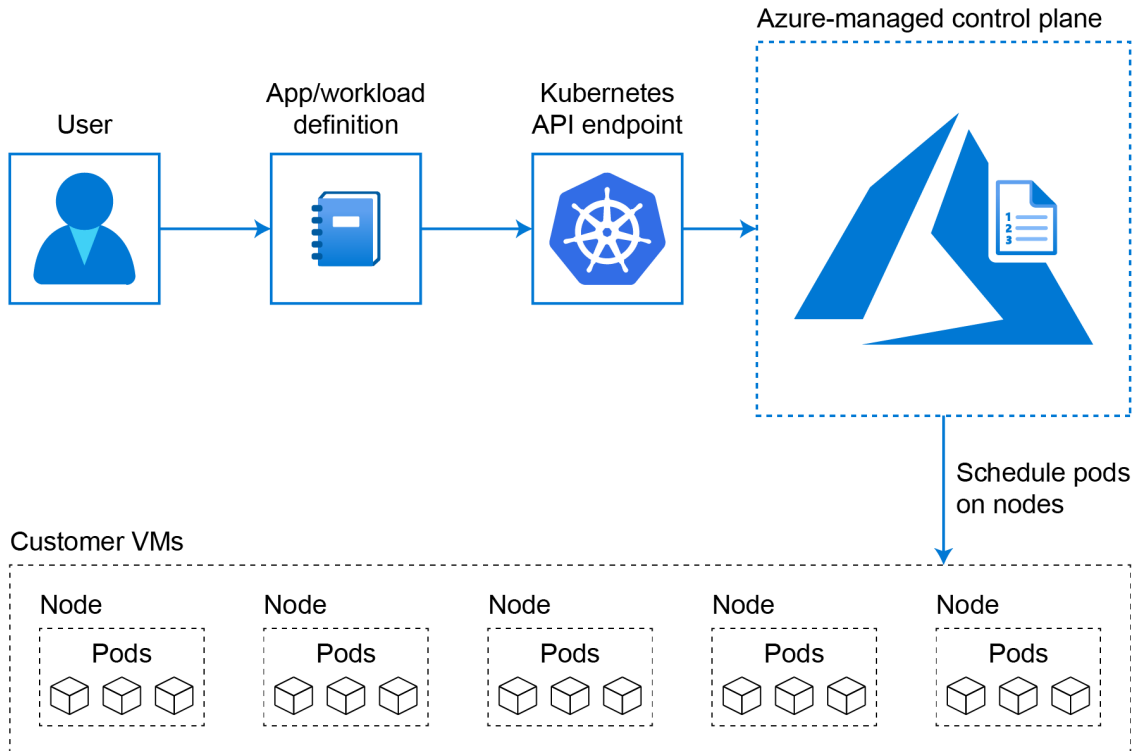 Azure-managed control plane
User
App/workload
definition
Kubernetes
API endpoint
1
2
3
Schedule pods
on nodes
Customer VMs
Node
Node
Node
Node
Node
Pods
Pods
Pods
Pods
Pods